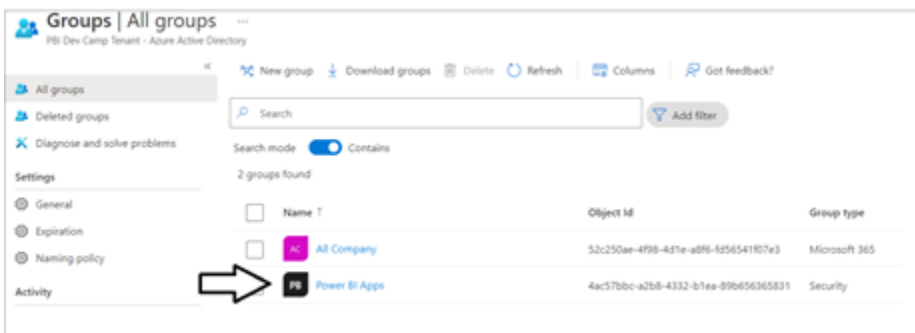 Groups | All groups ...
PBI Dev Camp Tenant - Azure Active Directory
«
New group Download groups Delete Refresh Columns Got feedback?
All groups
Deleted groups
Diagnose and solve problems
Settings
General
Expiration
Naming policy
Activity
Search
Add filter
Search mode Contains
2 groups found
Name ↑ Object Id Group type
AC All Company 52c250ae-4f98-4d1e-a8f6-fd56541f07e3 Microsoft 365
PB Power BI Apps 4ac57bbc-a2b8-4332-b1ea-89b656365831 Security